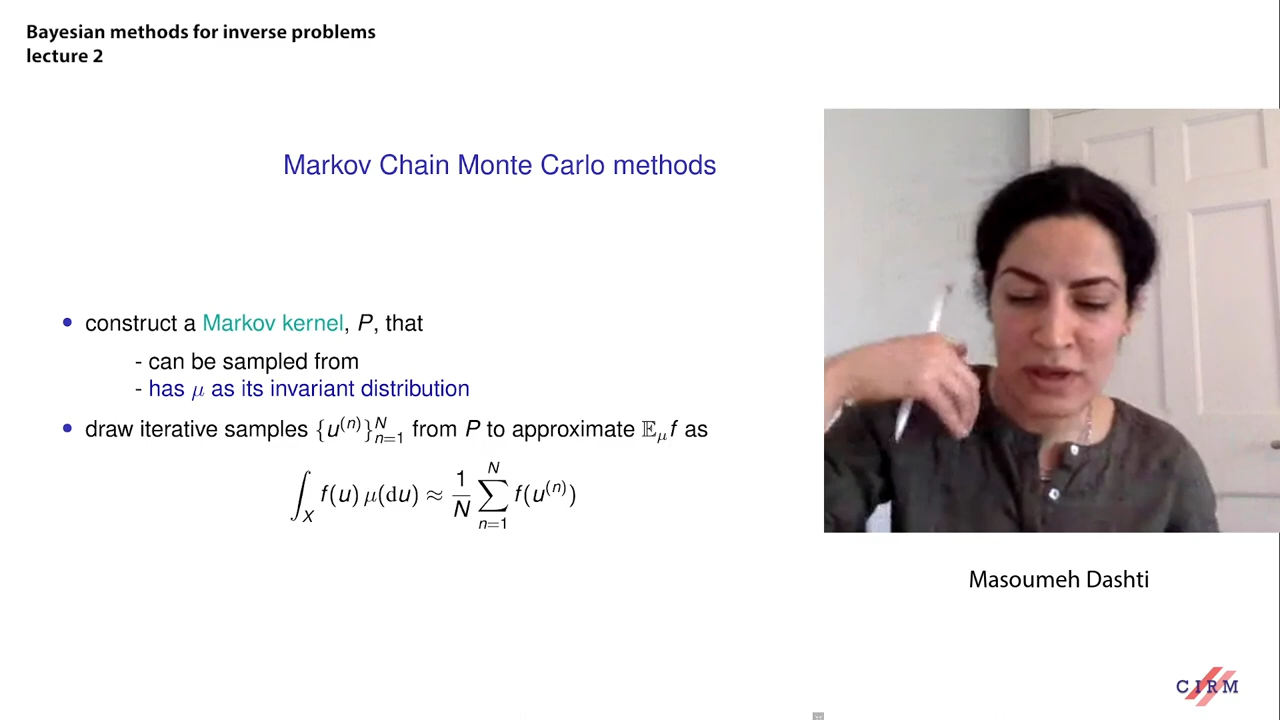 Bayesian methods for inverse problems
lecture 2
Markov Chain Monte Carlo methods
• construct a Markov kernel, P, that
- can be sampled from
- has μ as its invariant distribution
• draw iterative samples {u⁽ⁿ⁾}ₙ₌₁ᴺ from P to approximate 𝔼_μ f as
∫_X f(u) μ(du) ≈ 1/N ∑_{n=1}^{N} f(u⁽ⁿ⁾)
Masoumeh Dashti
CIRM